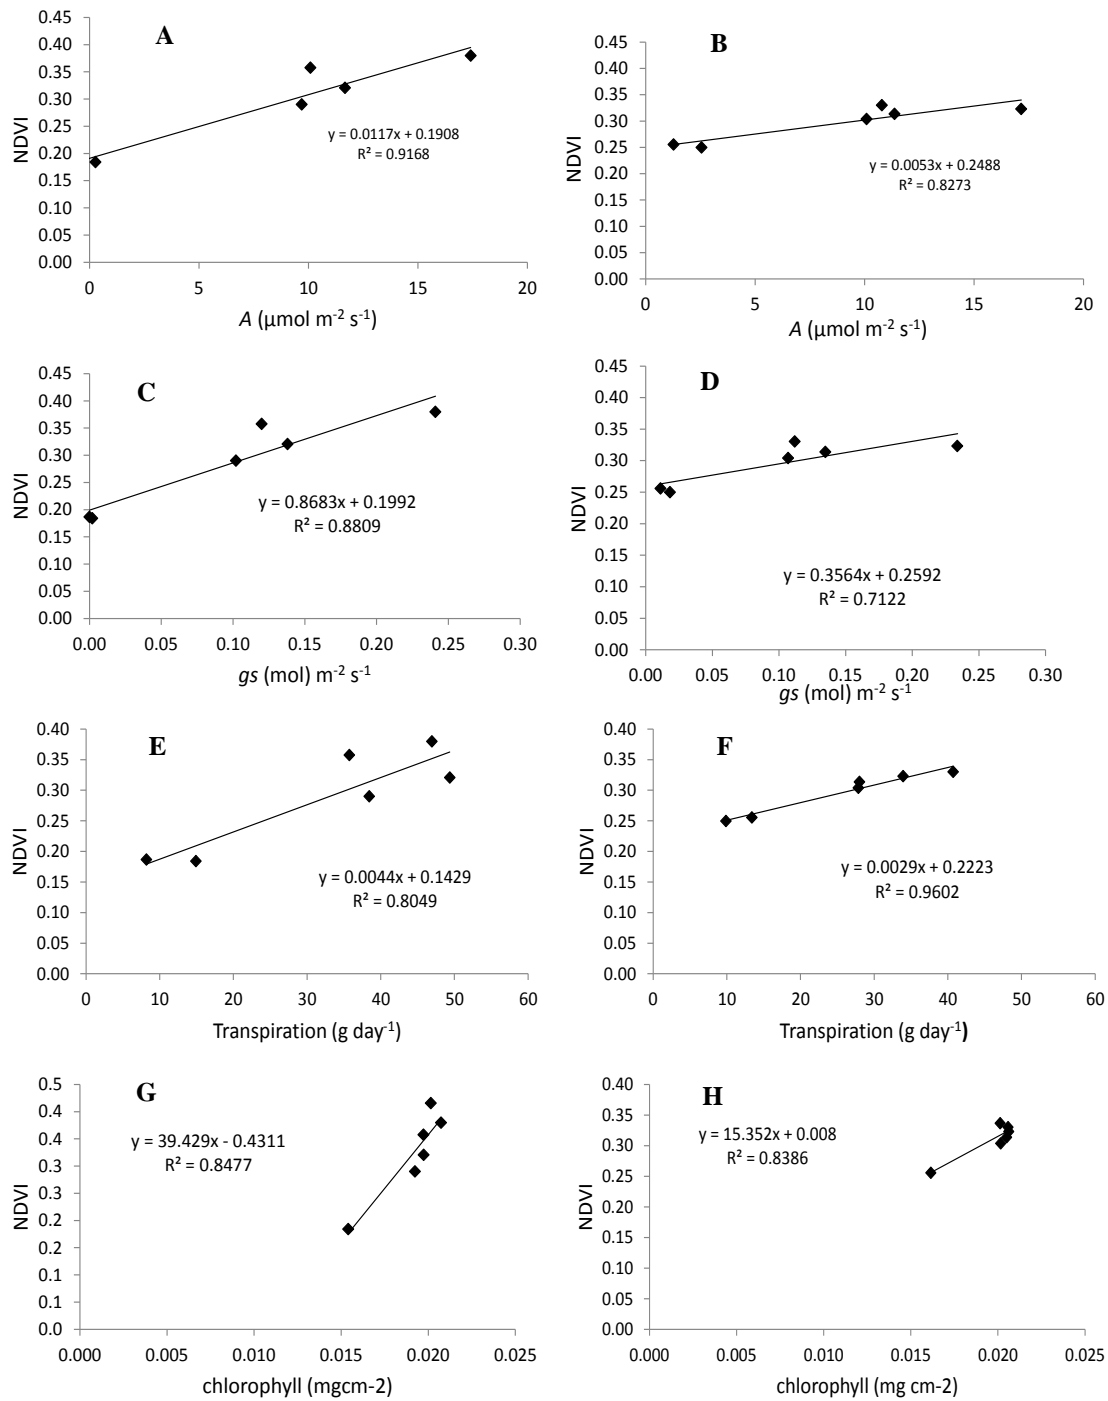 A
0.45
0.40
0.35
0.30
0.25
0.20
0.15
0.10
0.05
0.00
NDVI
y = 0.0117x + 0.1908
R² = 0.9168
0 5 10 15 20
A (µmol m-2 s-1)
B
0.45
0.40
0.35
0.30
0.25
0.20
0.15
0.10
0.05
0.00
NDVI
y = 0.0053x + 0.2488
R² = 0.8273
0 5 10 15 20
A (µmol m-2 s-1)
C
0.45
0.40
0.35
0.30
0.25
0.20
0.15
0.10
0.05
0.00
NDVI
y = 0.8683x + 0.1992
R² = 0.8809
0.00 0.05 0.10 0.15 0.20 0.25 0.30
gs (mol) m-2 s-1
D
0.45
0.40
0.35
0.30
0.25
0.20
0.15
0.10
0.05
0.00
NDVI
y = 0.3564x + 0.2592
R² = 0.7122
0.00 0.05 0.10 0.15 0.20 0.25 0.30
gs (mol) m-2 s-1
E
0.40
0.35
0.30
0.25
0.20
0.15
0.10
0.05
0.00
NDVI
y = 0.0044x + 0.1429
R² = 0.8049
0 10 20 30 40 50 60
Transpiration (g day-1)
F
0.40
0.35
0.30
0.25
0.20
0.15
0.10
0.05
0.00
NDVI
y = 0.0029x + 0.2223
R² = 0.9602
0 10 20 30 40 50 60
Transpiration (g day-1)
G
0.5
0.4
0.4
0.3
0.3
0.2
0.2
0.1
0.1
0.0
NDVI
y = 39.429x - 0.4311
R² = 0.8477
0.000 0.005 0.010 0.015 0.020 0.025
chlorophyll (mgcm-2)
H
0.40
0.35
0.30
0.25
0.20
0.15
0.10
0.05
0.00
NDVI
y = 15.352x + 0.008
R² = 0.8386
0.000 0.005 0.010 0.015 0.020 0.025
chlorophyll (mg cm-2)